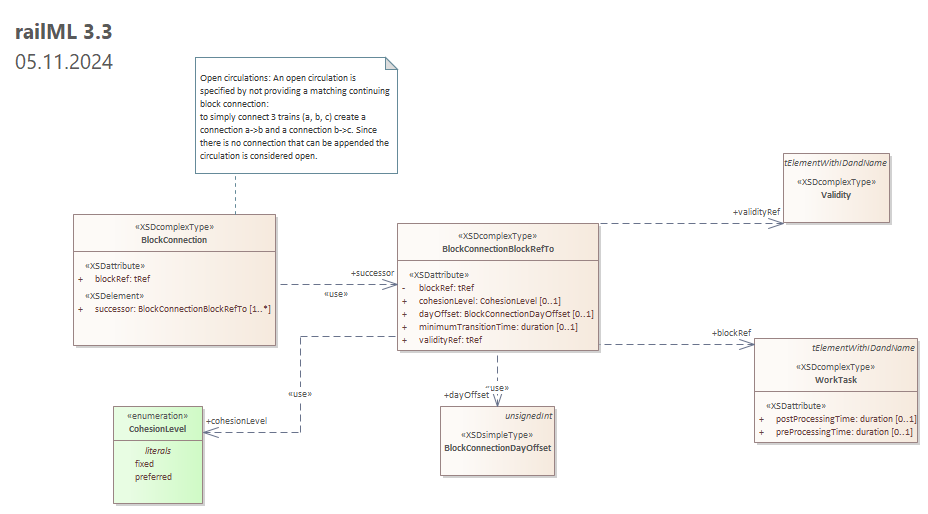 railML 3.3
05.11.2024
Open circulations: An open circulation is
specified by not providing a matching continuing
block connection:
to simply connect 3 trains (a, b, c) create a
connection a->b and a connection b->c. Since
there is no connection that can be appended the
circulation is considered open.
tElementWithIDandName
«XSDcomplexType»
Validity
+validityRef
«XSDcomplexType»
BlockConnection
«XSDattribute»
+ blockRef: tRef
«XSDelement»
+ successor: BlockConnectionBlockRefTo [1..*]
+successor
«use»
«XSDcomplexType»
BlockConnectionBlockRefTo
«XSDattribute»
- blockRef: tRef
+ cohesionLevel: CohesionLevel [0..1]
+ dayOffset: BlockConnectionDayOffset [0..1]
+ minimumTransitionTime: duration [0..1]
+ validityRef: tRef
+blockRef
tElementWithIDandName
«XSDcomplexType»
WorkTask
«XSDattribute»
+ postProcessingTime: duration [0..1]
+ preProcessingTime: duration [0..1]
«use»
+cohesionLevel
«enumeration»
CohesionLevel
literals
fixed
preferred
«use»
+dayOffset
unsignedInt
«XSDsimpleType»
BlockConnectionDayOffset